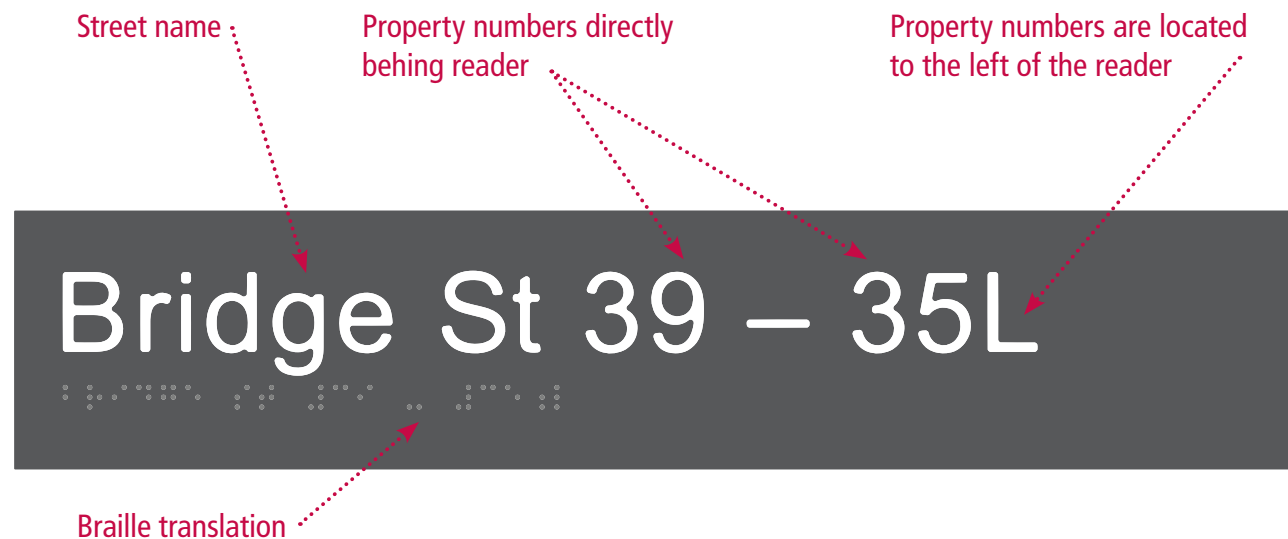 Street name
Property numbers directly
behing reader
Property numbers are located
to the left of the reader
Bridge St 39 – 35L
Braille translation